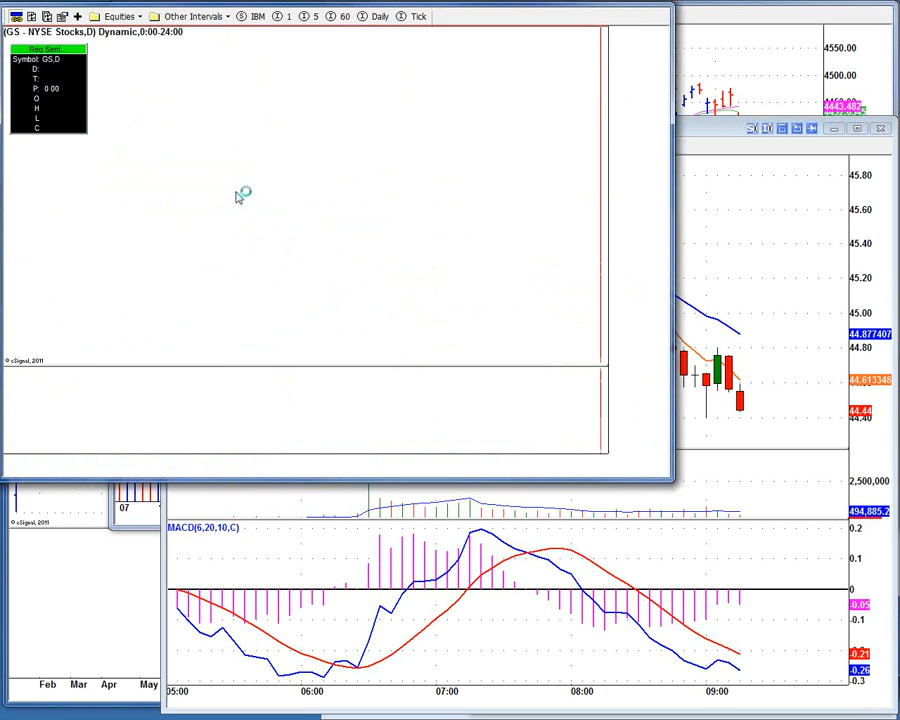 Equities Other Intervals S IBM I 1 I 5 I 60 I Daily I Tick
(GS - NYSE Stocks,D) Dynamic,0:00-24:00
Req Sent..
Symbol: GS,D
D:
T:
P: 0.00
O
H
L
C
© eSignal, 2011
4550.00
4500.00
4443.482
45.80
45.60
45.40
45.20
45.00
44.877407
44.80
44.613348
44.44
44.40
2,500,000
494,885.2
07
© eSignal, 2011
MACD(6,20,10,C)
0.2
0.1
0
-0.05
-0.1
-0.21
-0.26
-0.3
Feb Mar Apr May
05:00 06:00 07:00 08:00 09:00